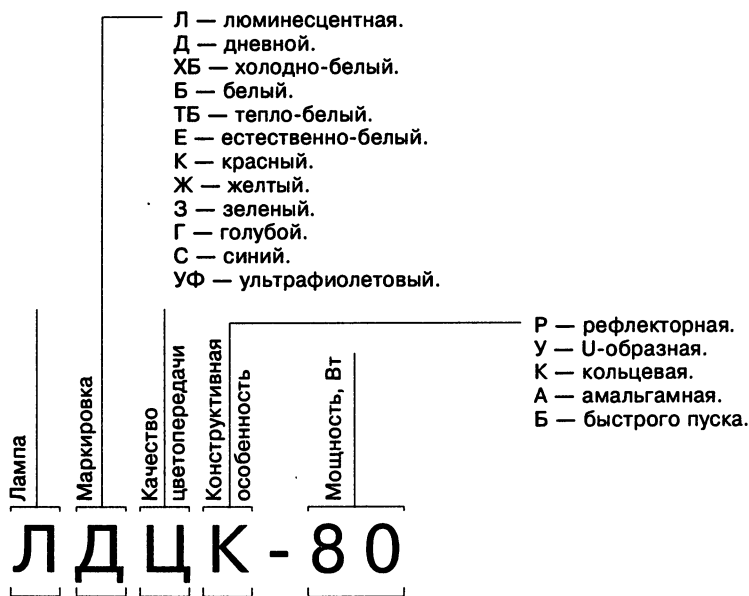 Л — люминесцентная.
Д — дневной.
ХБ — холодно-белый.
Б — белый.
ТБ — тепло-белый.
Е — естественно-белый.
К — красный.
Ж — желтый.
З — зеленый.
Г — голубой.
С — синий.
УФ — ультрафиолетовый.
Р — рефлекторная.
У — U-образная.
К — кольцевая.
А — амальгамная.
Б — быстрого пуска.
Лампа
Маркировка
Качество
цветопередачи
Конструктивная
особенность
Мощность, Вт
ЛДЦК-80